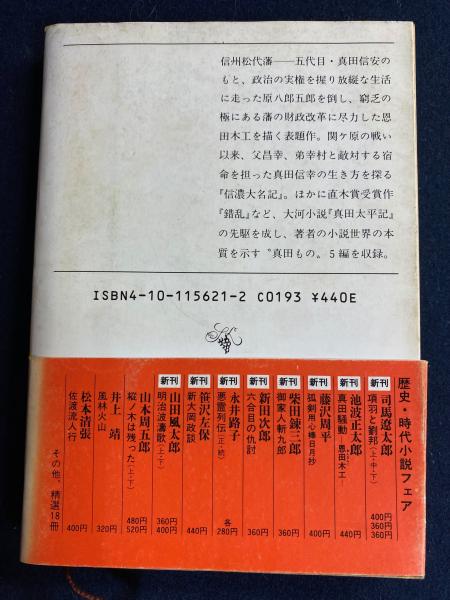 信州松代藩――五代目・真田信安の
もと、政治の実権を握り放縦な生活
に走った原八郎五郎を倒し、窮乏の
極にある藩の財政改革に尽力した恩
田木工を描く表題作。関ケ原の戦い
以来、父昌幸、弟幸村と敵対する宿
命を担った真田信幸の生き方を探る
『信濃大名記』。ほかに直木賞受賞作
『錯乱』など、大河小説『真田太平記』
の先駆を成し、著者の小説世界の本
質を示す〝真田もの〟5編を収録。
ISBN4-10-115621-2 C0193 ¥440E
歴史・時代小説フェア
新刊 司馬遼太郎
項羽と劉邦(上・中・下) 400円 360円 360円
新刊 池波正太郎
真田騒動―恩田木工― 440円
新刊 藤沢周平
孤剣用心棒日月抄 400円
新刊 柴田錬三郎
御家人斬九郎 360円
新刊 新田次郎
六合目の仇討 360円
新刊 永井路子
悪霊列伝(正・続) 各280円
新刊 笹沢左保
新大岡政談 440円
新刊 山田風太郎
明治波濤歌(上・下) 360円 400円
山本周五郎
樅ノ木は残った(上・下) 480円 520円
井上靖
風林火山 320円
松本清張
佐渡流人行 400円
その他、精選18冊